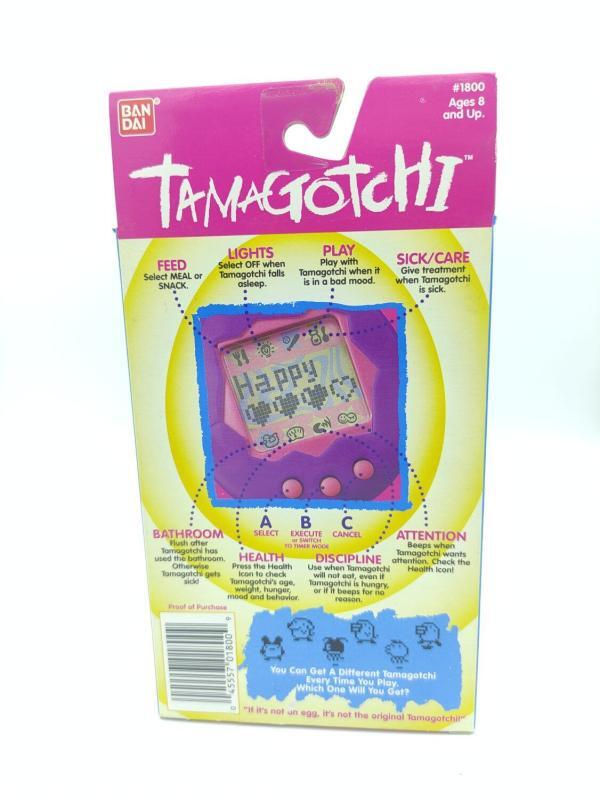 BAN
DAI
#1800
Ages 8
and Up.
TAMAGOTCHI™
FEED
Select MEAL or
SNACK.
LIGHTS
Select OFF when
Tamagotchi falls
asleep.
PLAY
Play with
Tamagotchi when it
is in a bad mood.
SICK/CARE
Give treatment
when Tamagotchi
is sick.
Happy
A
SELECT
B
EXECUTE
or SWITCH
TO TIMER MODE
C
CANCEL
BATHROOM
Flush after
Tamagotchi has
used the bathroom.
Otherwise
Tamagotchi gets
sick!
HEALTH
Press the Health
Icon to check
Tamagotchi's age,
weight, hunger,
mood and behavior.
DISCIPLINE
Use when Tamagotchi
will not eat, even if
Tamagotchi is hungry,
or if it beeps for no
reason.
ATTENTION
Beeps when
Tamagotchi wants
attention. Check the
Health Icon!
Proof of Purchase
0 45557 01800 9
You Can Get A Different Tamagotchi
Every Time You Play.
Which One Will You Get?
"If it's not an egg, it's not the original Tamagotchi!"